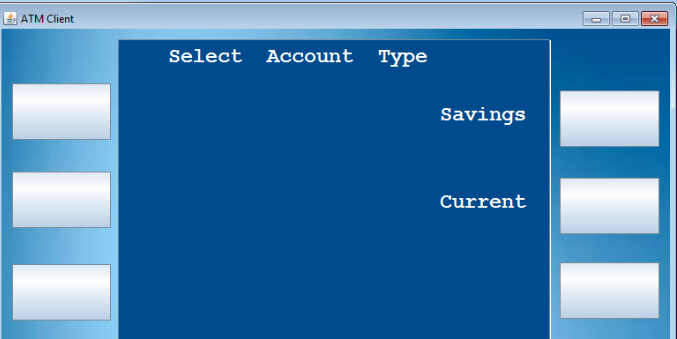 ATM Client
Select Account Type
Savings
Current